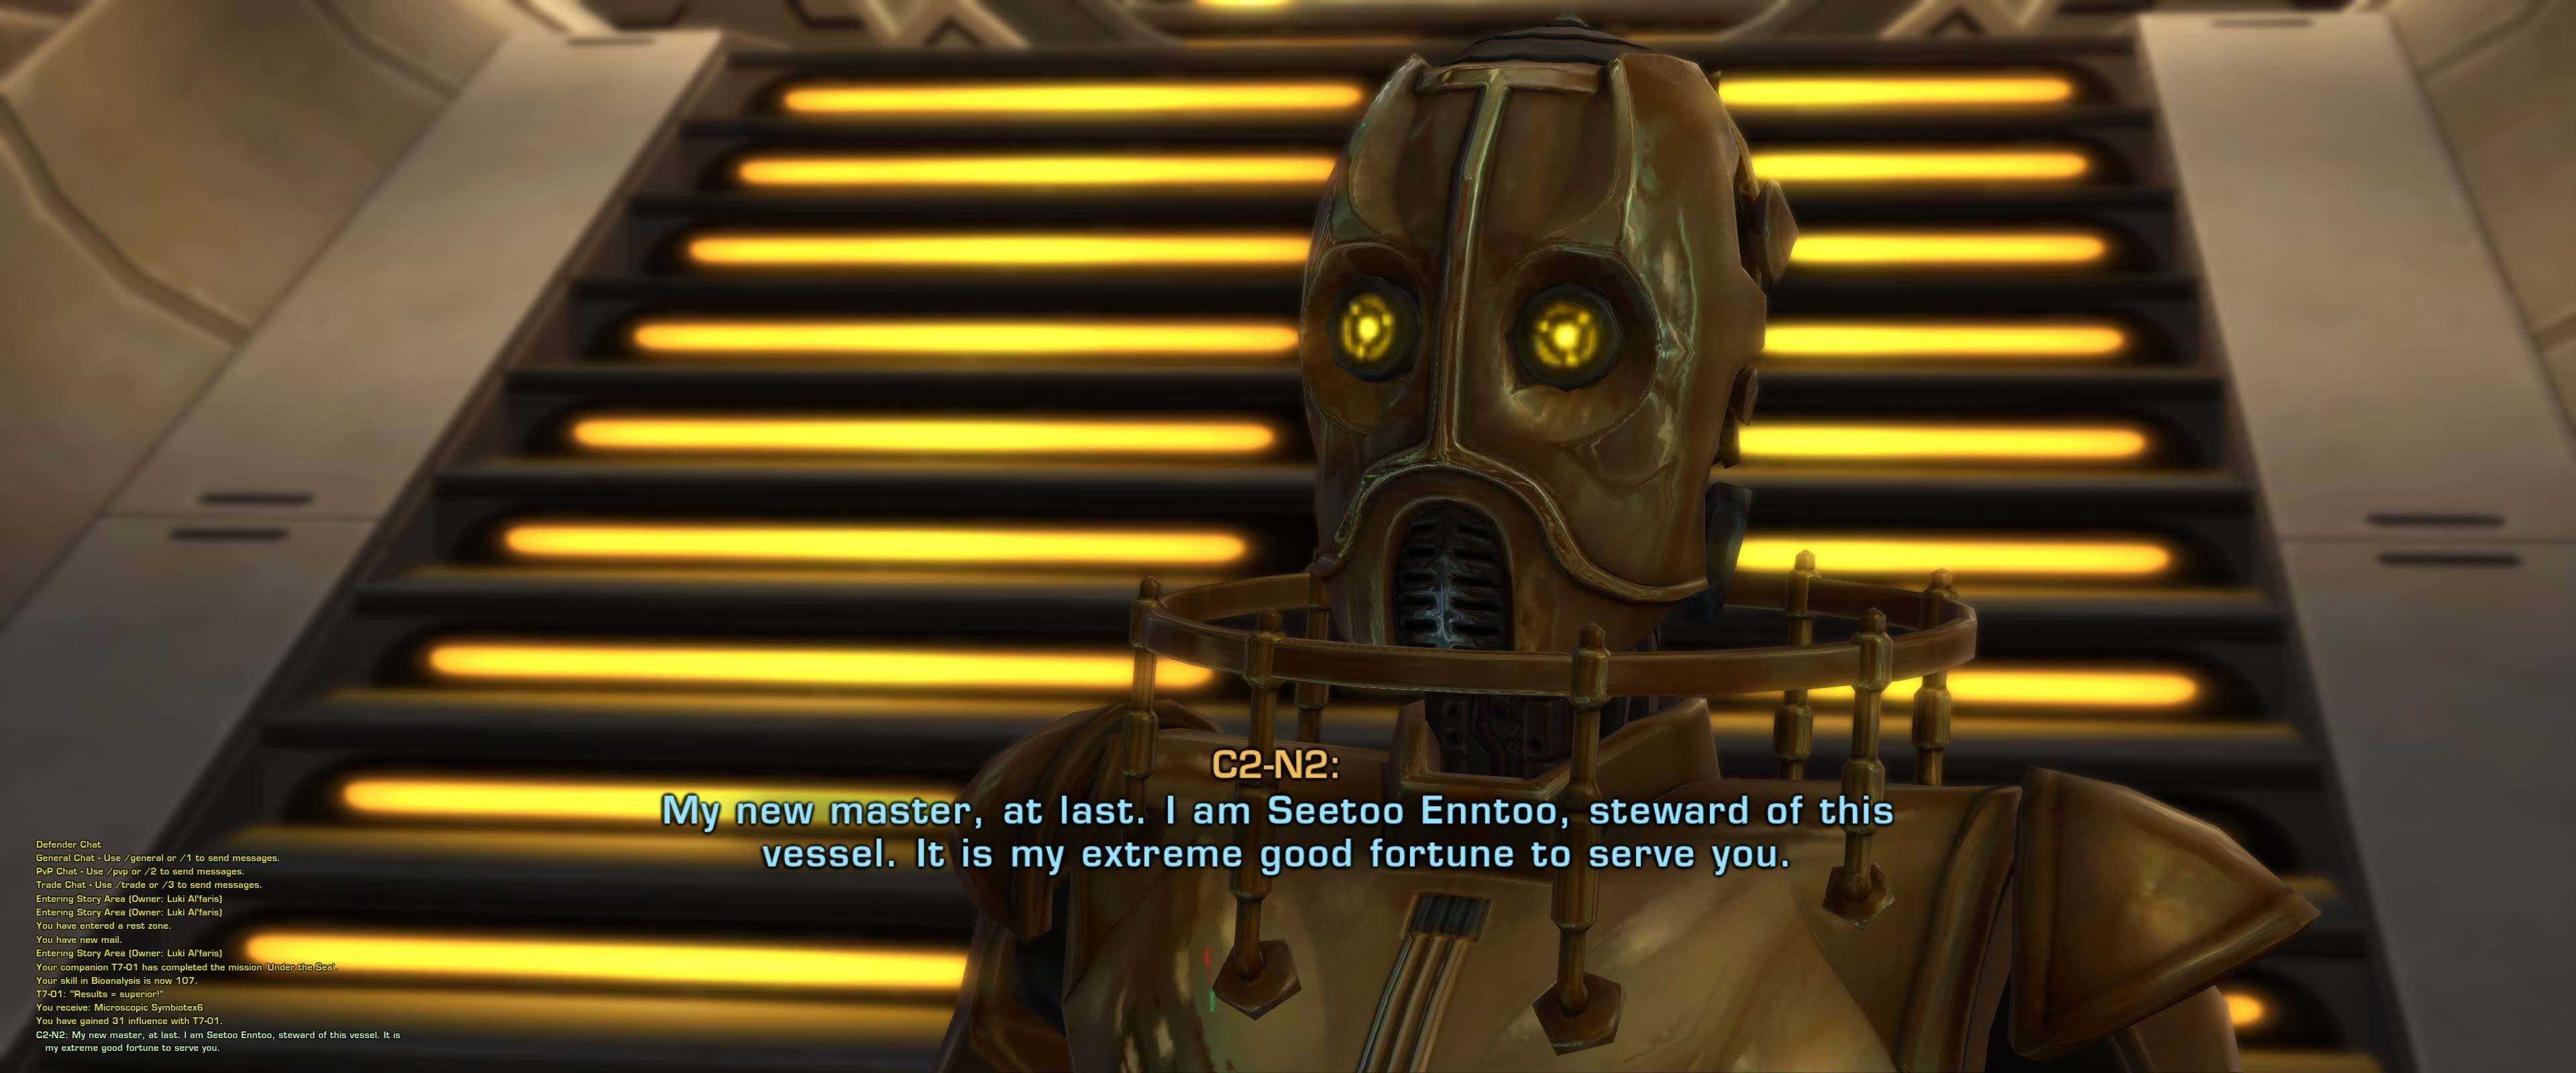 C2-N2:
My new master, at last. I am Seetoo Enntoo, steward of this
vessel. It is my extreme good fortune to serve you.
Defender Chat
General Chat - Use /general or /1 to send messages.
PvP Chat - Use /pvp or /2 to send messages.
Trade Chat - Use /trade or /3 to send messages.
Entering Story Area (Owner: Luki Al'faris)
Entering Story Area (Owner: Luki Al'faris)
You have entered a rest zone.
You have new mail.
Entering Story Area (Owner: Luki Al'faris)
Your companion T7-O1 has completed the mission 'Under the Sea'.
Your skill in Bioanalysis is now 107.
T7-O1: "Results = superior!"
You receive: Microscopic Symbiotex6
You have gained 31 influence with T7-O1.
C2-N2: My new master, at last. I am Seetoo Enntoo, steward of this vessel. It is
my extreme good fortune to serve you.